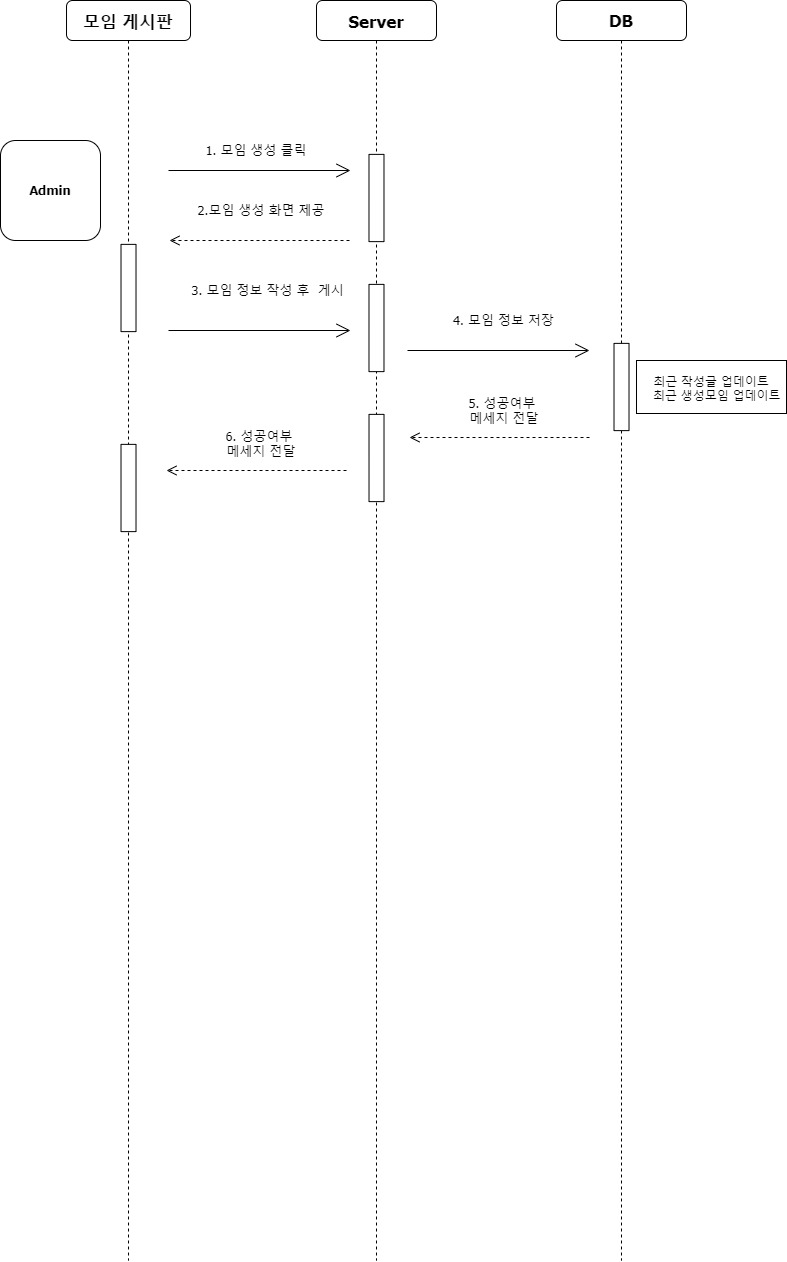 모임 게시판
Server
DB
1. 모임 생성 클릭
Admin
2.모임 생성 화면 제공
3. 모임 정보 작성 후  게시
4. 모임 정보 저장
최근 작성글 업데이트
최근 생성모임 업데이트
5. 성공여부
메세지 전달
6. 성공여부
메세지 전달